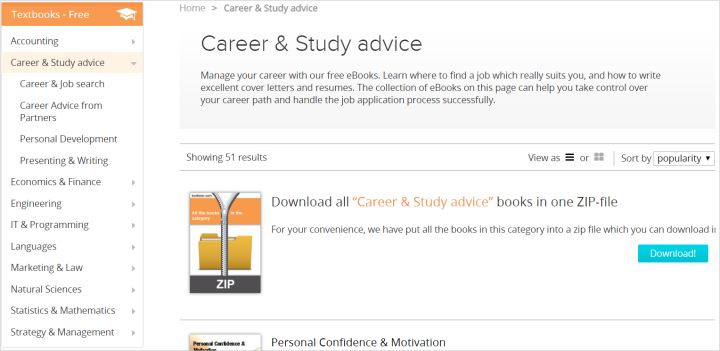 Textbooks - Free
Accounting
Career & Study advice
Career & Job search
Career Advice from
Partners
Personal Development
Presenting & Writing
Economics & Finance
Engineering
IT & Programming
Languages
Marketing & Law
Natural Sciences
Statistics & Mathematics
Strategy & Management
Home > Career & Study advice
Career & Study advice
Manage your career with our free eBooks. Learn where to find a job which really suits you, and how to write
excellent cover letters and resumes. The collection of eBooks on this page can help you take control over
your career path and handle the job application process successfully.
Showing 51 results
View as or Sort by popularity
Download all “Career & Study advice” books in one ZIP-file
For your convenience, we have put all the books in this category into a zip file which you can download
Download!
All the books in the
category
ZIP
Personal Confidence &
Motivation
Personal Confidence & Motivation